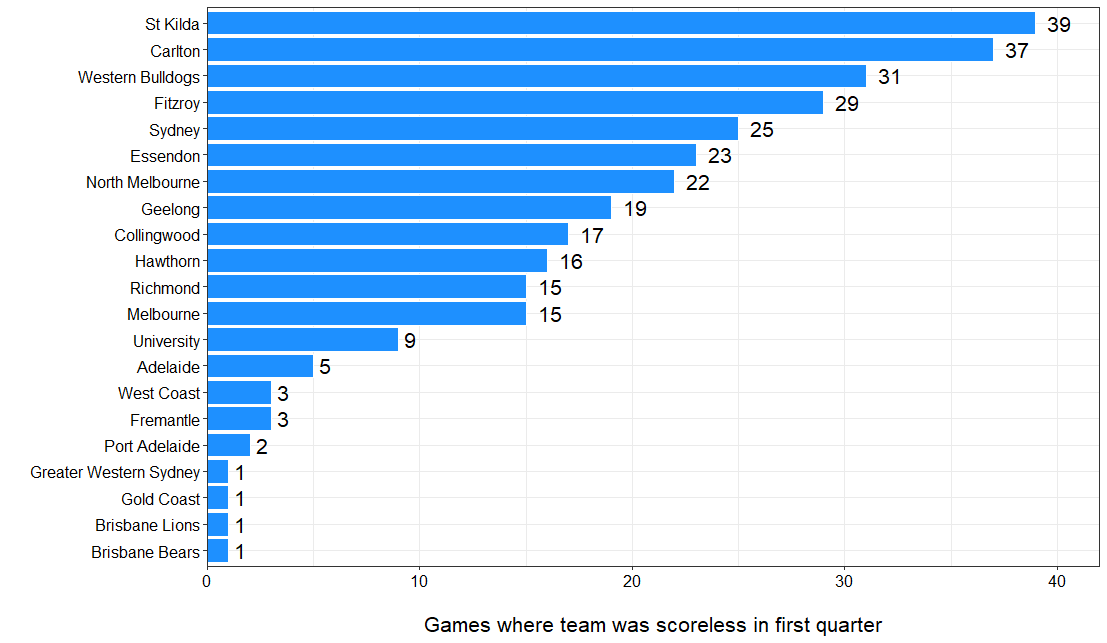 St Kilda 39
Carlton 37
Western Bulldogs 31
Fitzroy 29
Sydney 25
Essendon 23
North Melbourne 22
Geelong 19
Collingwood 17
Hawthorn 16
Richmond 15
Melbourne 15
University 9
Adelaide 5
West Coast 3
Fremantle 3
Port Adelaide 2
Greater Western Sydney 1
Gold Coast 1
Brisbane Lions 1
Brisbane Bears 1
0 10 20 30 40
Games where team was scoreless in first quarter